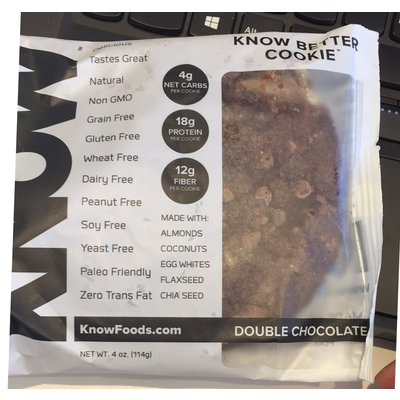 Alt
KNOW BETTER
COOKIE™
KNOW
Delicious
Tastes Great
Natural
Non GMO
Grain Free
Gluten Free
Wheat Free
Dairy Free
Peanut Free
Soy Free
Yeast Free
Paleo Friendly
Zero Trans Fat
4g
NET CARBS
PER COOKIE
18g
PROTEIN
PER COOKIE
12g
FIBER
PER COOKIE
MADE WITH:
ALMONDS
COCONUTS
EGG WHITES
FLAXSEED
CHIA SEED
KnowFoods.com
DOUBLE CHOCOLATE
NET WT. 4 oz. (114g)